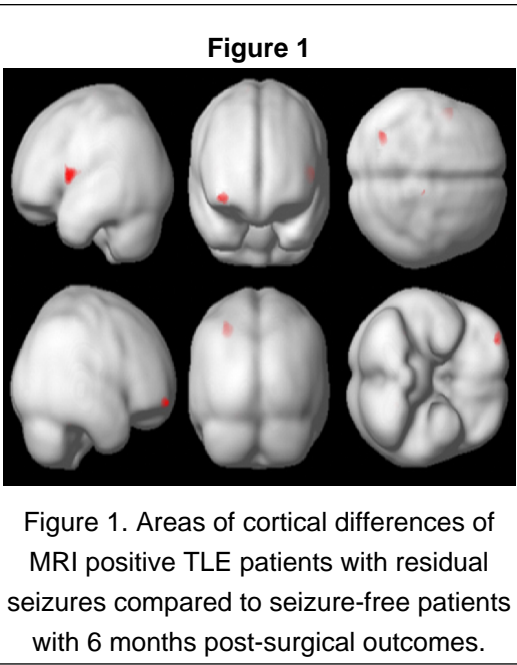 Figure 1
Figure 1. Areas of cortical differences of
MRI positive TLE patients with residual
seizures compared to seizure-free patients
with 6 months post-surgical outcomes.